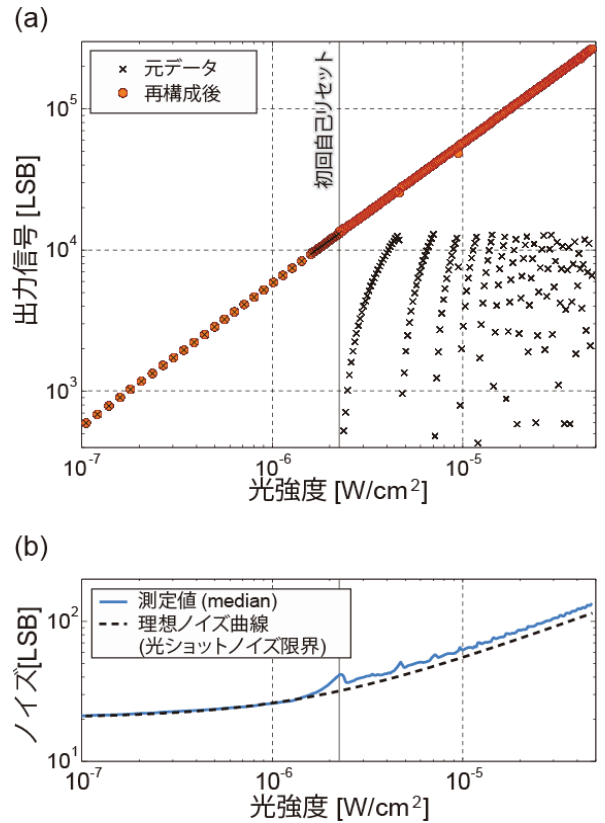 (a)
元データ
再構成後
初回自己リセット
出力信号 [LSB]
10^5
10^4
10^3
10^-7
10^-6
10^-5
光強度 [W/cm^2]
(b)
測定値 (median)
理想ノイズ曲線
(光ショットノイズ限界)
ノイズ[LSB]
10^2
10^1
10^-7
10^-6
10^-5
光強度 [W/cm^2]